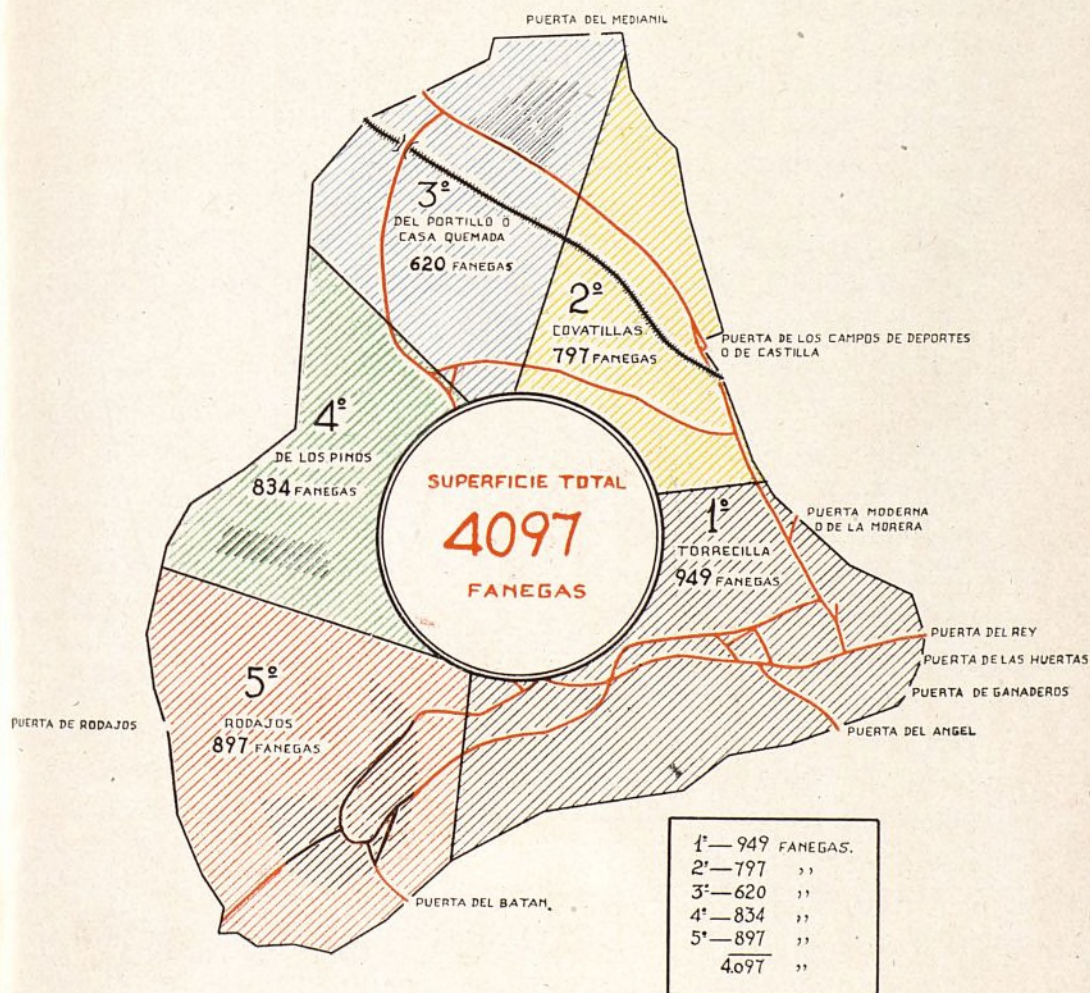 PUERTA DEL MEDIANIL
3º
DEL PORTILLO O
CASA QUEMADA
620 FANEGAS
2º
COVATILLAS
797 FANEGAS
PUERTA DE LOS CAMPOS DE DEPORTES
O DE CASTILLA
4º
DE LOS PINOS
834 FANEGAS
SUPERFICIE TOTAL
4097
FANEGAS
1º
TORRECILLA
949 FANEGAS
PUERTA MODERNA
O DE LA MORERA
PUERTA DEL REY
PUERTA DE LAS HUERTAS
PUERTA DE GANADEROS
PUERTA DEL ANGEL
5º
RODAJOS
897 FANEGAS
PUERTA DE RODAJOS
PUERTA DEL BATAN.
1º — 949 FANEGAS.
2º — 797 ,,
3º — 620 ,,
4º — 834 ,,
5º — 897 ,,
4.097 ,,